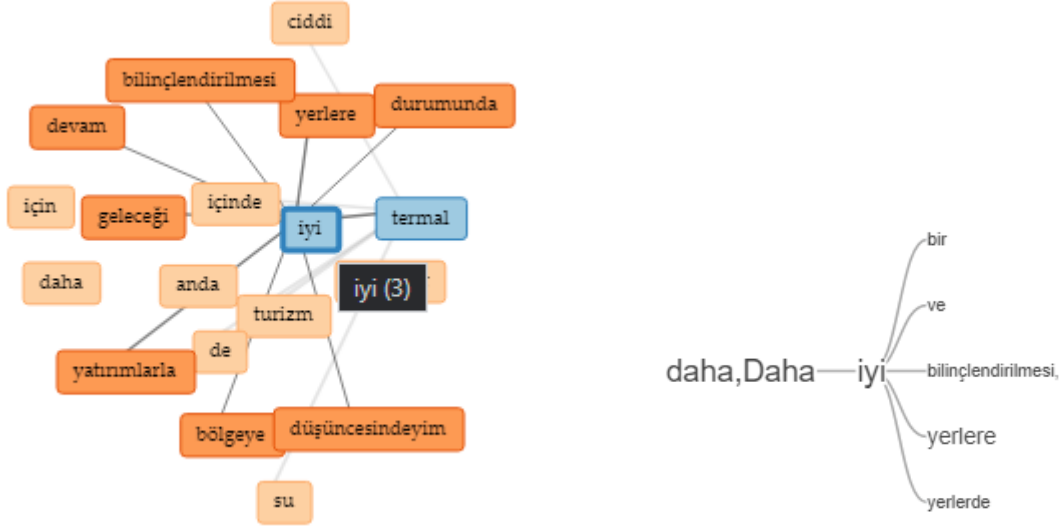 ciddi
bilinçlendirilmesi
yerlere
durumunda
devam
için
geleceği
içinde
iyi
termal
daha
anda
iyi (3)
turizm
de
yatırımlarla
bölgeye
düşüncesindeyim
su
daha,Daha
iyi
bir
ve
bilinçlendirilmesi,
yerlere
yerlerde